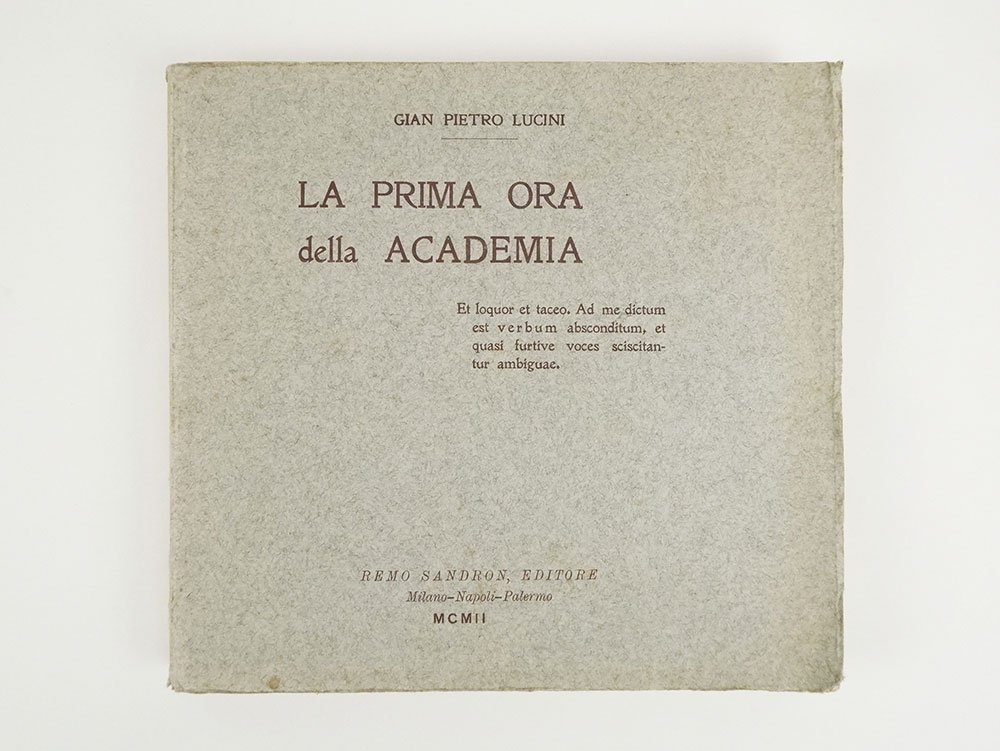 GIAN PIETRO LUCINI
LA PRIMA ORA
della ACADEMIA
Et loquor et taceo. Ad me dictum
est verbum absconditum, et
quasi furtive voces sciscitan-
tur ambiguae.
REMO SANDRON, EDITORE
Milano-Napoli-Palermo
MCMII